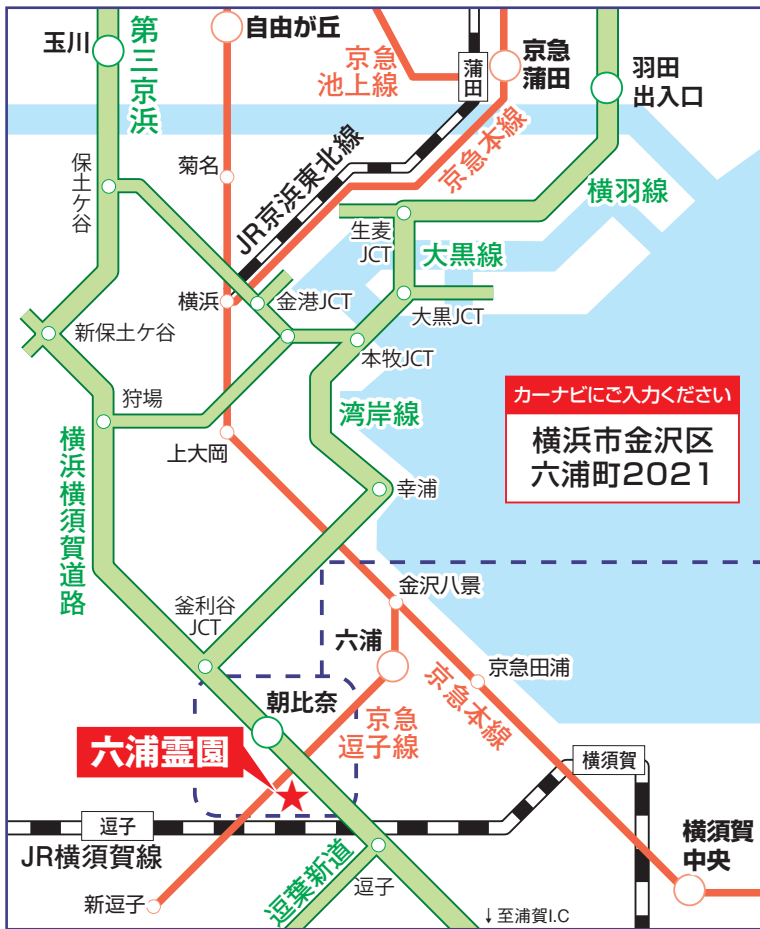 玉川
第三京浜
自由が丘
京急
池上線
蒲田
京急
蒲田
羽田
出入口
保土ケ谷
菊名
JR京浜東北線
京急本線
横羽線
生麦
JCT
大黒線
横浜
金港JCT
大黒JCT
新保土ケ谷
本牧JCT
狩場
湾岸線
カーナビにご入力ください
横浜市金沢区
六浦町2021
上大岡
横浜横須賀道路
幸浦
金沢八景
釜利谷
JCT
六浦
京急田浦
京急本線
朝比奈
京急
逗子線
六浦霊園
横須賀
逗子
JR横須賀線
横須賀
中央
新逗子
逗葉新道
逗子
↓至浦賀I.C